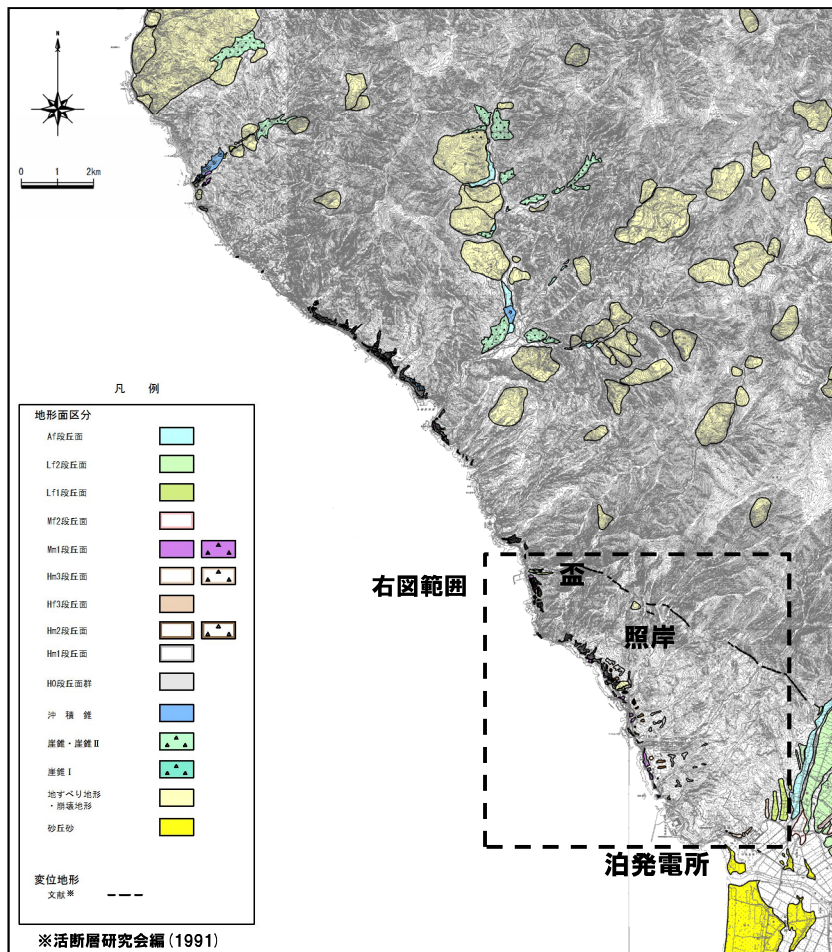 N
0 1 2km
凡 例
地形面区分
Af段丘面
Lf2段丘面
Lf1段丘面
Mf2段丘面
Mm1段丘面
Hm3段丘面
Hf3段丘面
Hm2段丘面
Hm1段丘面
H0段丘面群
沖 積 錐
崖錐・崖錐Ⅱ
崖錐Ⅰ
地すべり地形
・崩壊地形
砂丘砂
変位地形
文献※
※活断層研究会編(1991)
右図範囲
盃
照岸
泊発電所